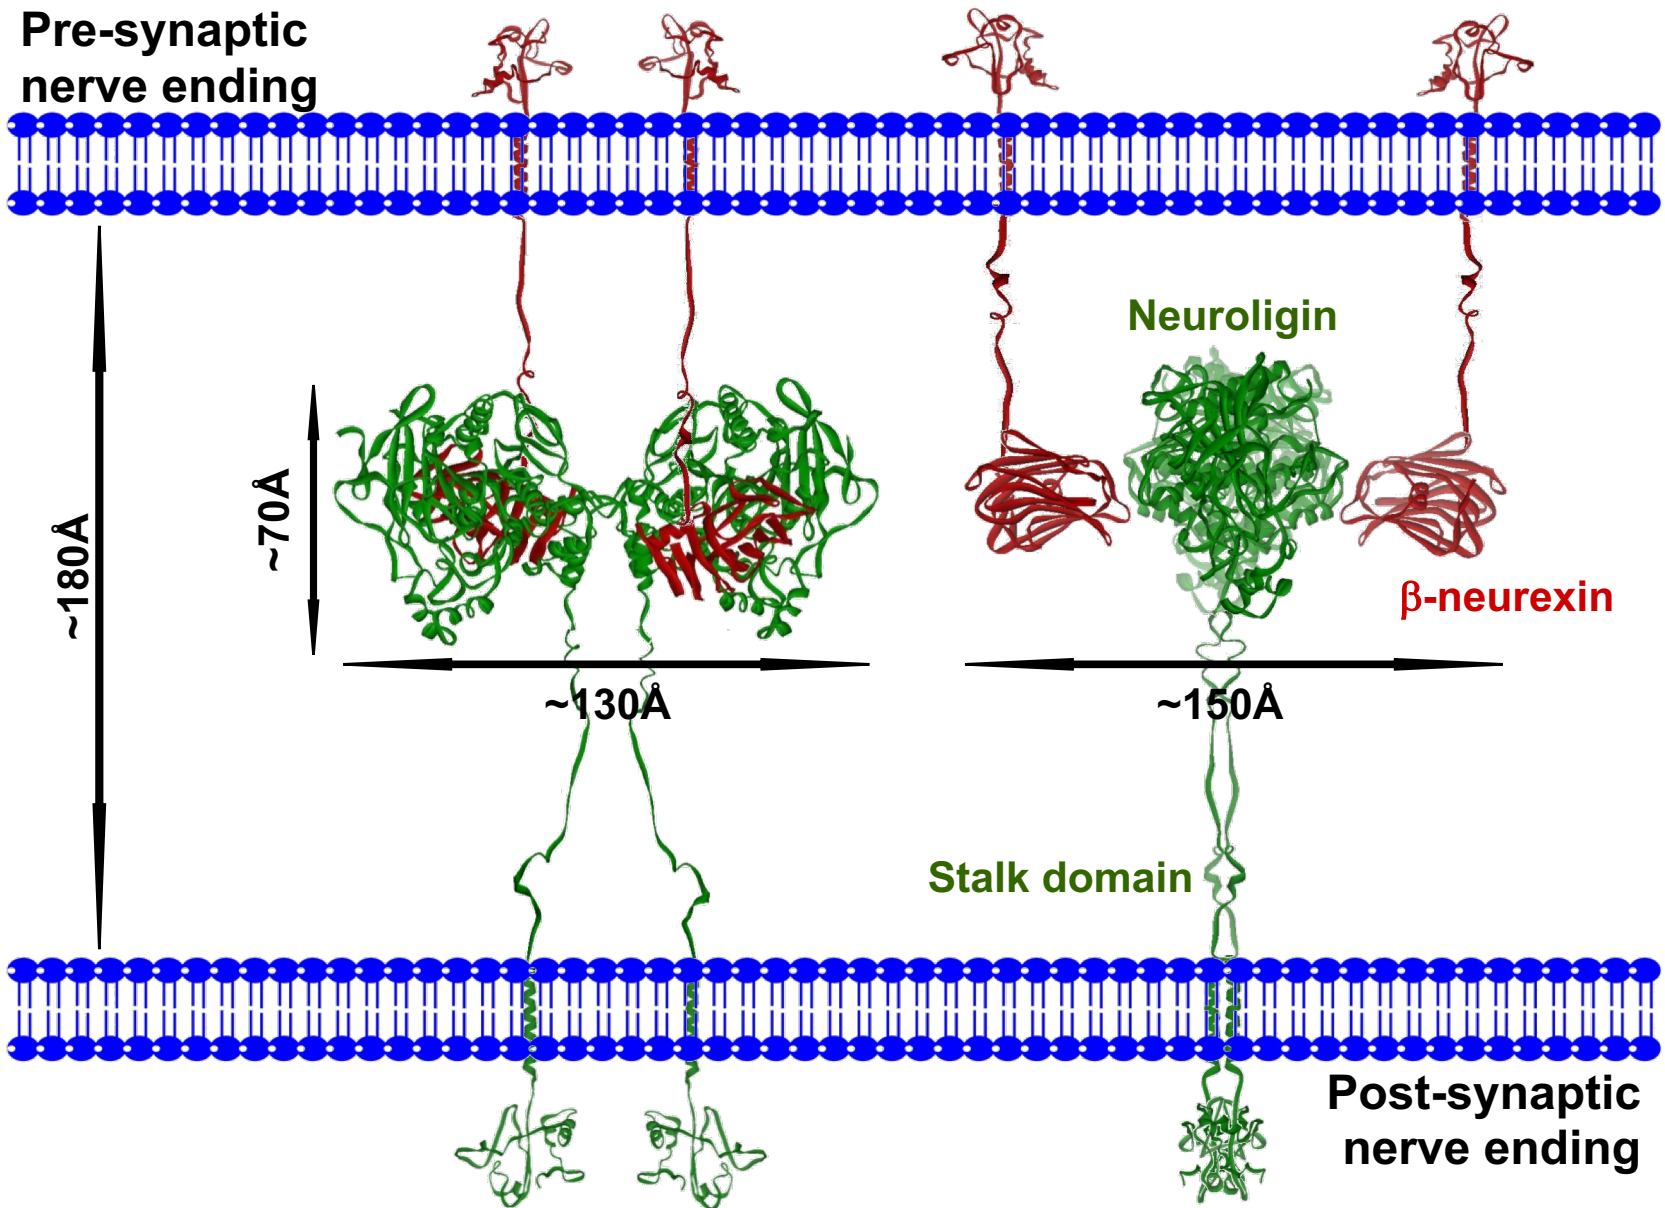 Pre-synaptic
nerve ending
Neuroligin
~70Å
~180Å
β-neurexin
~130Å
~150Å
Stalk domain
Post-synaptic
nerve ending